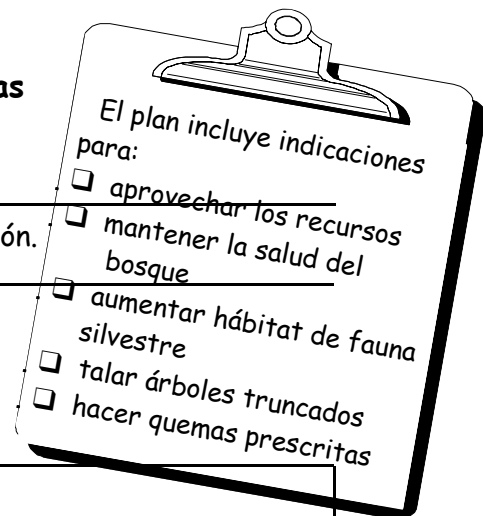 as
El plan incluye indicaciones
para:
❑ aprovechar los recursos
ón.
❑ mantener la salud del
bosque
❑ aumentar hábitat de fauna
silvestre
❑ talar árboles truncados
❑ hacer quemas prescritas